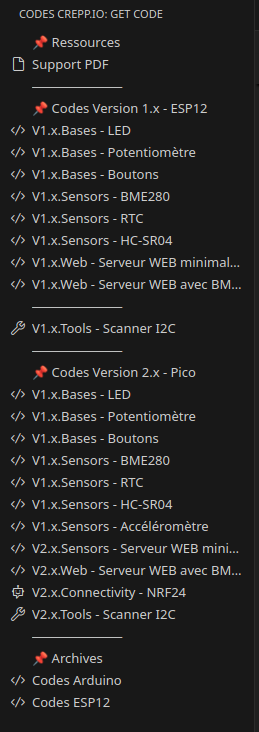 CODES CREPP.IO: GET CODE
📌 Ressources
Support PDF
📌 Codes Version 1.x - ESP12
V1.x.Bases - LED
V1.x.Bases - Potentiomètre
V1.x.Bases - Boutons
V1.x.Sensors - BME280
V1.x.Sensors - RTC
V1.x.Sensors - HC-SR04
V1.x.Web - Serveur WEB minimal...
V1.x.Web - Serveur WEB avec BM...
V1.x.Tools - Scanner I2C
📌 Codes Version 2.x - Pico
V1.x.Bases - LED
V1.x.Bases - Potentiomètre
V1.x.Bases - Boutons
V1.x.Sensors - BME280
V1.x.Sensors - RTC
V1.x.Sensors - HC-SR04
V1.x.Sensors - Accéléromètre
V2.x.Sensors - Serveur WEB mini...
V2.x.Web - Serveur WEB avec BM...
V2.x.Connectivity - NRF24
V2.x.Tools - Scanner I2C
📌 Archives
Codes Arduino
Codes ESP12